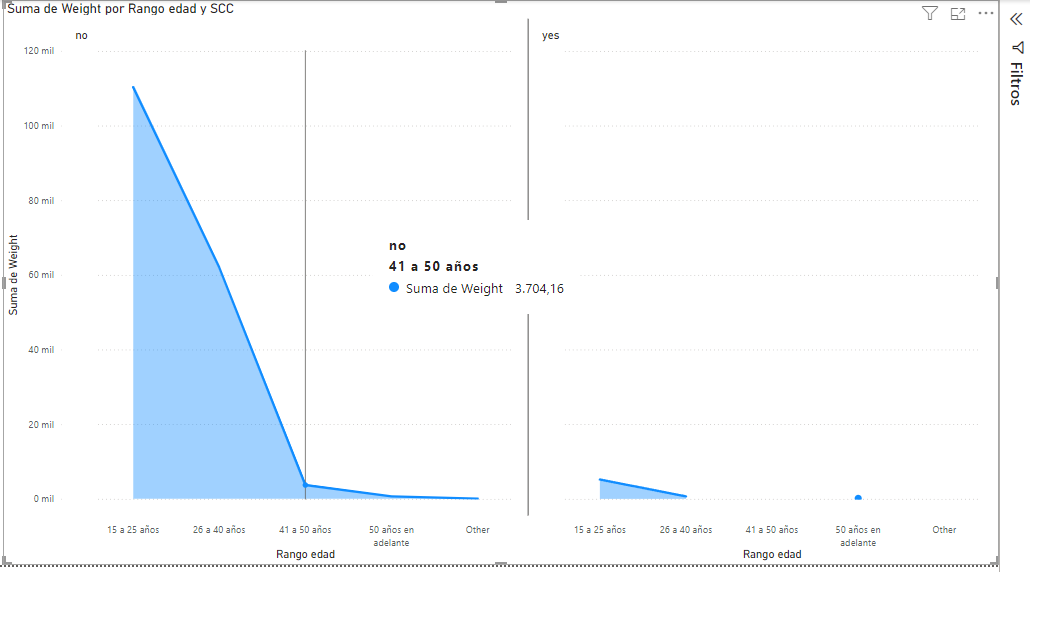 Suma de Weight por Rango edad y SCC
no
yes
Filtros
120 mil
100 mil
80 mil
60 mil
40 mil
20 mil
0 mil
Suma de Weight
no
41 a 50 años
Suma de Weight 3.704,16
15 a 25 años
26 a 40 años
41 a 50 años
50 años en
adelante
Other
Rango edad
15 a 25 años
26 a 40 años
41 a 50 años
50 años en
adelante
Other
Rango edad